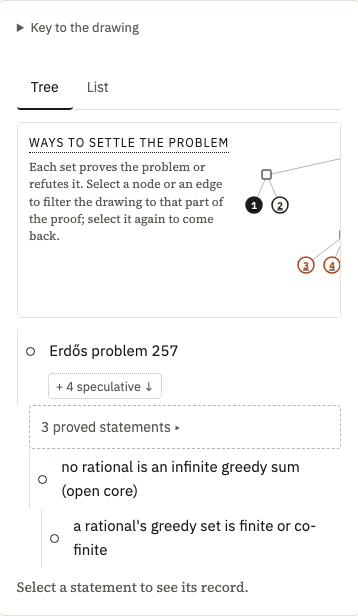 ▶ Key to the drawing
Tree List
WAYS TO SETTLE THE PROBLEM
Each set proves the problem or
refutes it. Select a node or an edge
to filter the drawing to that part of
the proof; select it again to come
back.
1 2
3 4
Erdős problem 257
+ 4 speculative ↓
3 proved statements ▸
no rational is an infinite greedy sum
(open core)
a rational's greedy set is finite or co-
finite
Select a statement to see its record.